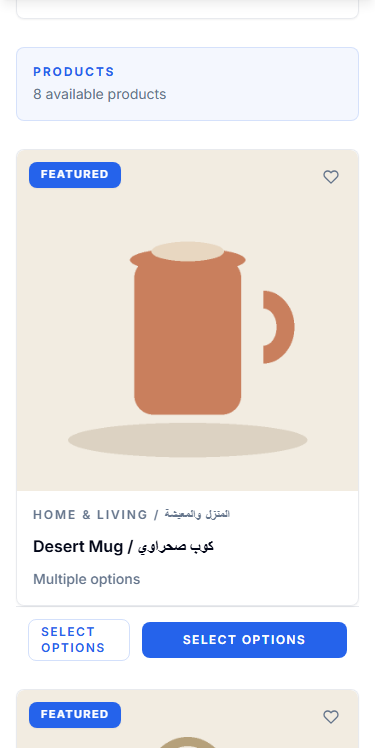 PRODUCTS
8 available products
FEATURED
HOME & LIVING / المنزل والمعيشة
Desert Mug / كوب صحراوي
Multiple options
SELECT
OPTIONS
SELECT OPTIONS
FEATURED